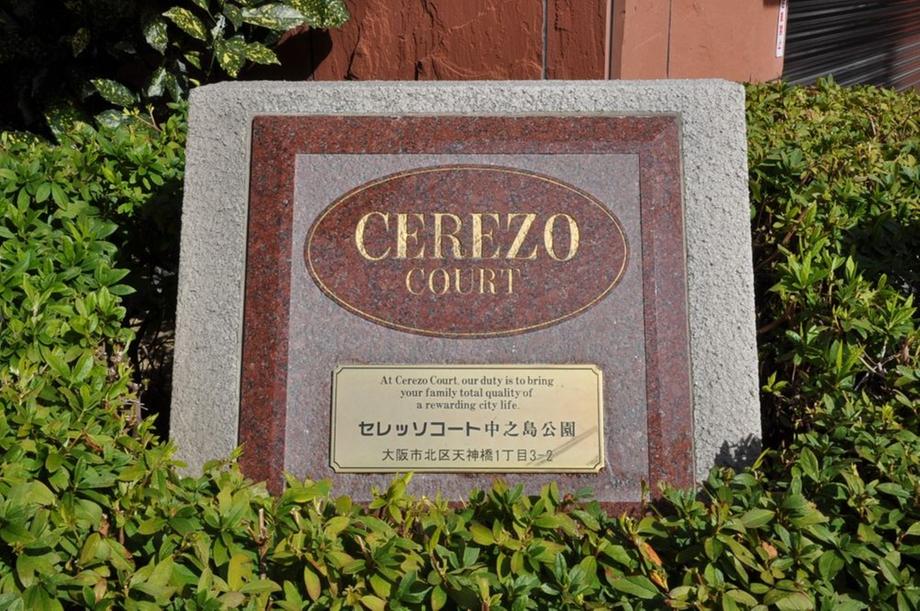 CEREZO
COURT
At Cerezo Court, our duty is to bring
your family total quality of
a rewarding city life.
セレッソコート中之島公園
大阪市北区天神橋1丁目3-2